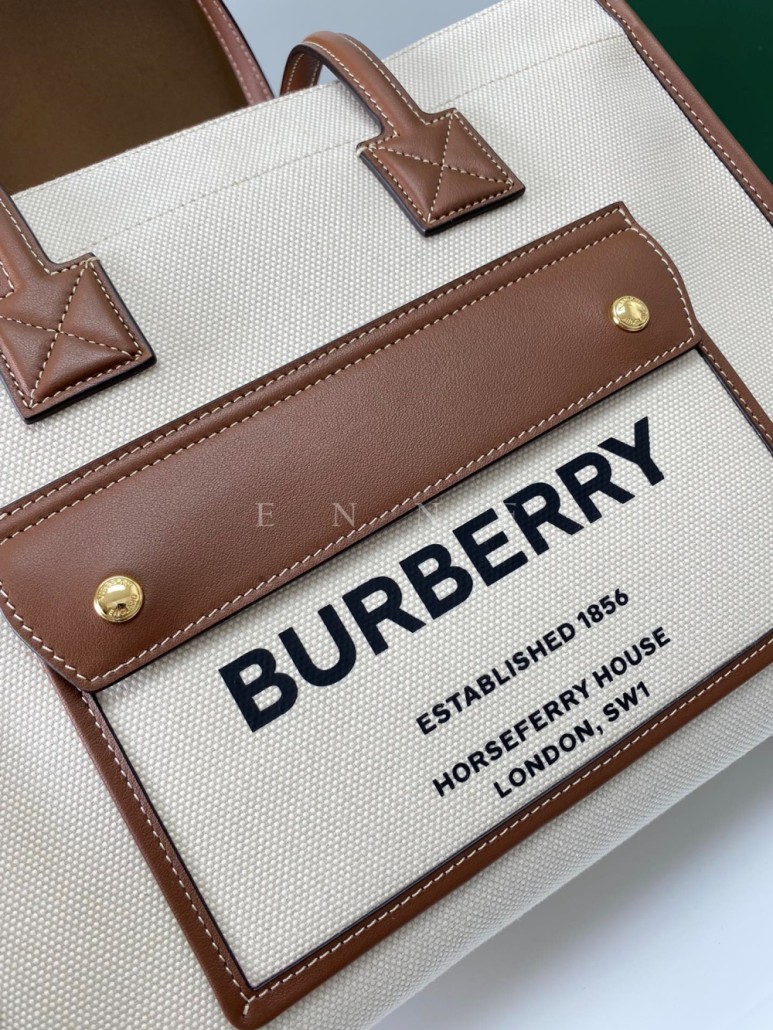 E N N E
BURBERRY
ESTABLISHED 1856
HORSEFERRY HOUSE
LONDON, SW1